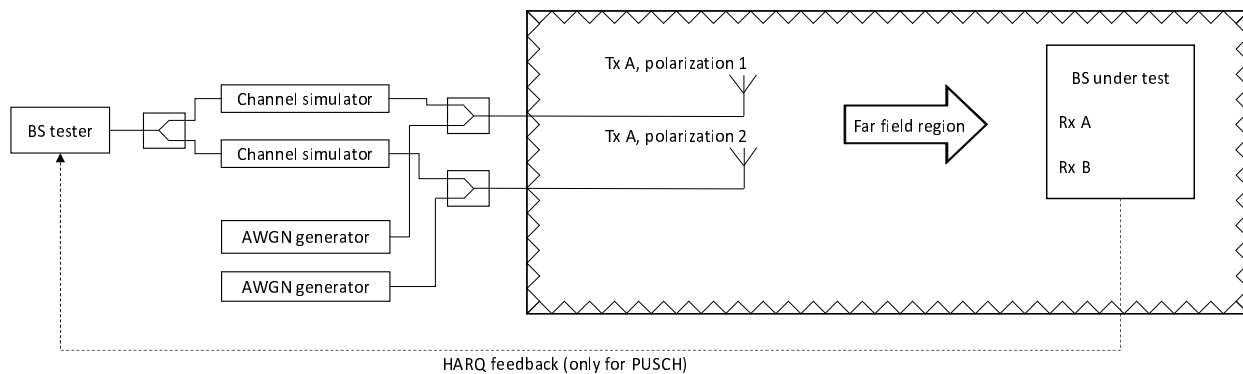 Tx A, polarization 1
BS under test
Channel simulator
BS tester
Rx A
Far field region
Tx A, polarization 2
Channel simulator
Rx B
AWGN generator
AWGN generator
HARQ feedback (only for PUSCH)